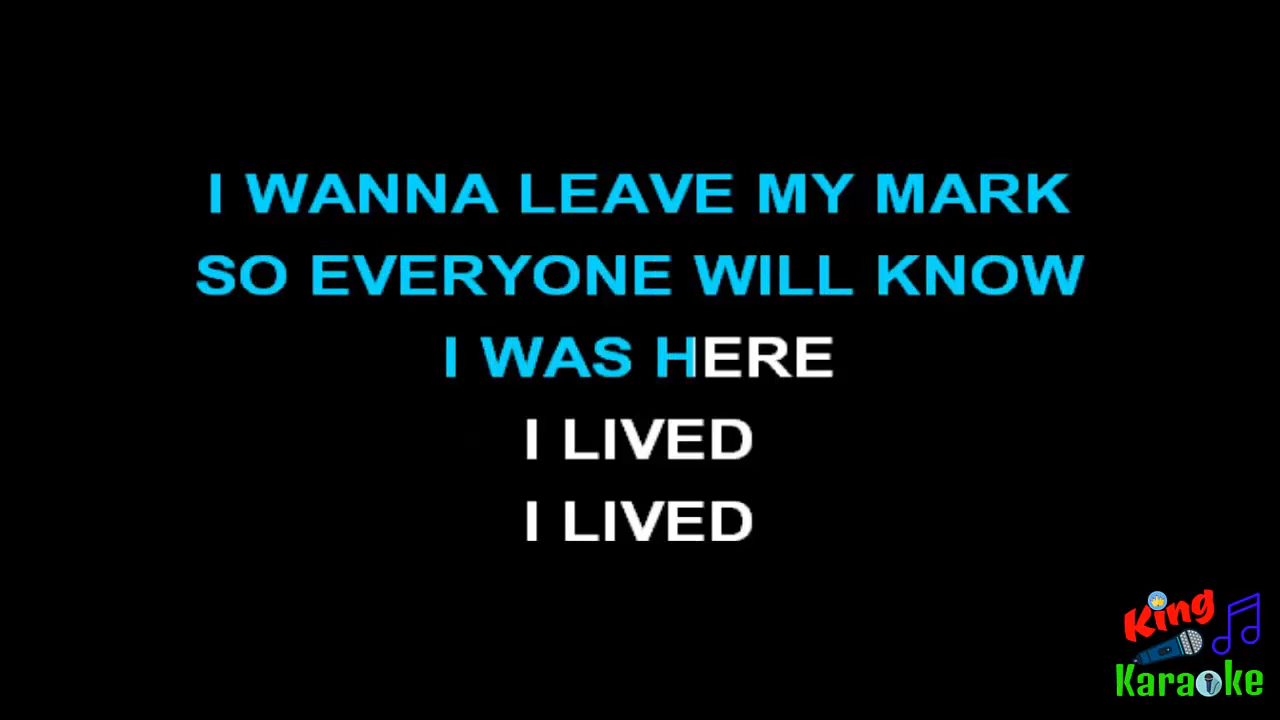 I WANNA LEAVE MY MARK
SO EVERYONE WILL KNOW
I WAS HERE
I LIVED
I LIVED
King
Karaoke